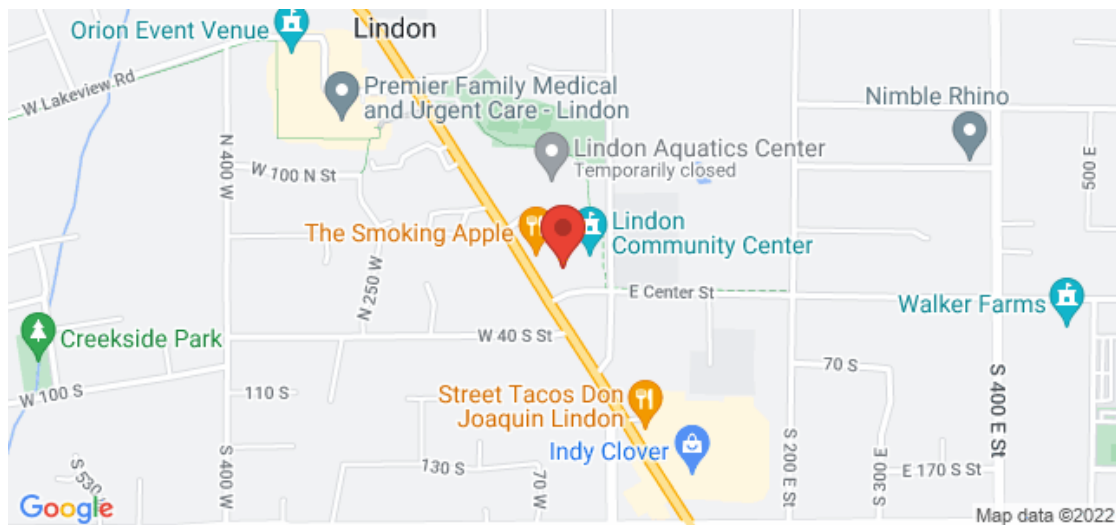 Orion Event Venue
Lindon
W Lakeview Rd
Premier Family Medical
and Urgent Care - Lindon
Nimble Rhino
N 400 W
W 100 N St
Lindon Aquatics Center
Temporarily closed
500 E
The Smoking Apple
Lindon
Community Center
N 250 W
E Center St
Walker Farms
Creekside Park
W 40 S St
W 100 S
110 S
70 S
S 400 E St
Street Tacos Don
Joaquin Lindon
Indy Clover
S 400 W
130 S
70 W
S 200 E St
S 300 E
E 170 S St
S 530
Google
Map data ©2022